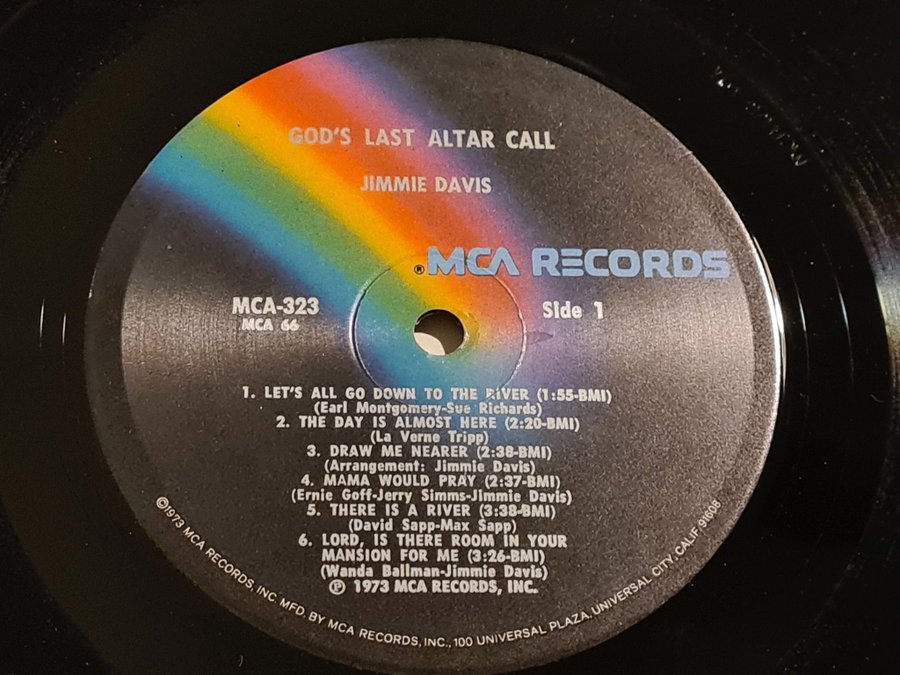 GOD'S LAST ALTAR CALL
JIMMIE DAVIS
®MCA RECORDS
MCA-323
MCA 66
Side 1
1. LET'S ALL GO DOWN TO THE RIVER (1:55-BMI)
(Earl Montgomery-Sue Richards)
2. THE DAY IS ALMOST HERE (2:20-BMI)
(La Verne Tripp)
3. DRAW ME NEARER (2:38-BMI)
(Arrangement: Jimmie Davis)
4. MAMA WOULD PRAY (2:37-BMI)
(Ernie Goff-Jerry Simms-Jimmie Davis)
5. THERE IS A RIVER (3:38-BMI)
(David Sapp-Max Sapp)
6. LORD, IS THERE ROOM IN YOUR
MANSION FOR ME (3:26-BMI)
(Wanda Ballman-Jimmie Davis)
℗ 1973 MCA RECORDS, INC.
©1973 MCA RECORDS, INC. MFD. BY MCA RECORDS, INC., 100 UNIVERSAL PLAZA, UNIVERSAL CITY, CALIF. 91608